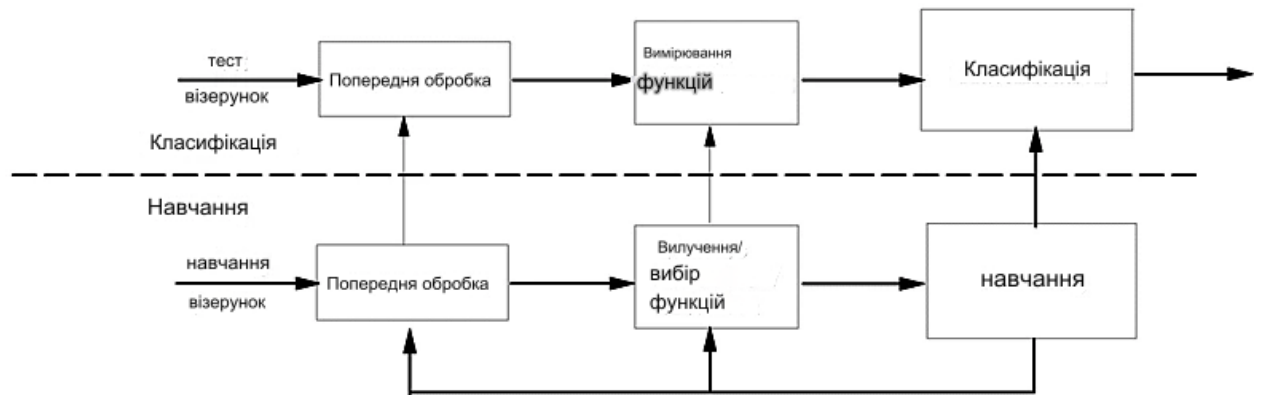 тест
візерунок
Попередня обробка
Вимірювання
функцій
Класифікація
Класифікація
Навчання
навчання
візерунок
Попередня обробка
Вилучення/
вибір
функцій
навчання